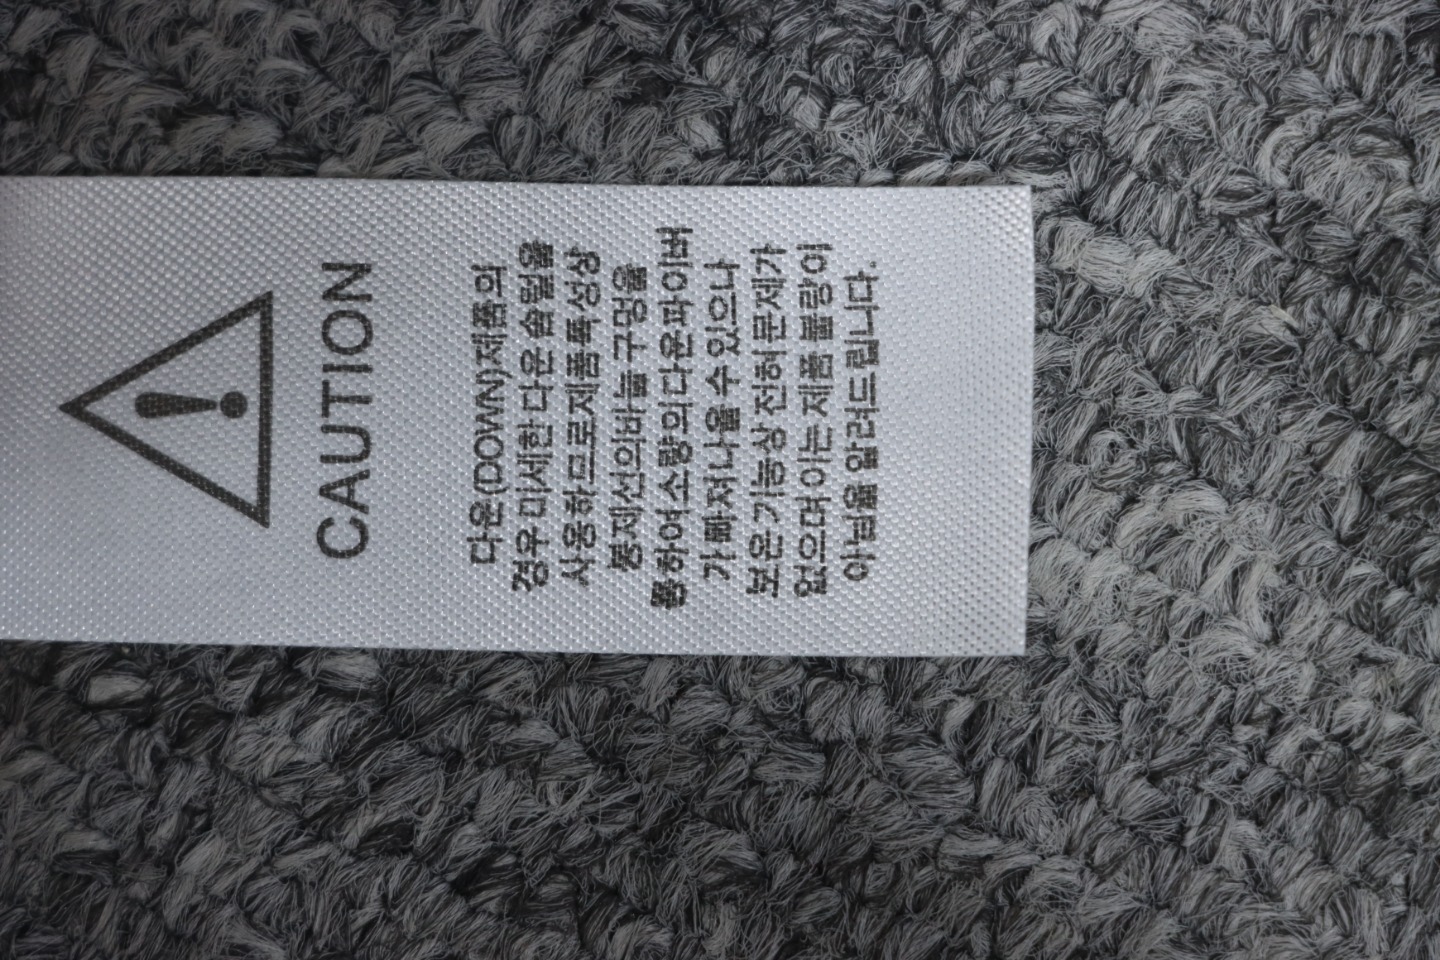 CAUTION
다운(DOWN)제품의
경우 미세한 다운 솜털을
사용하므로제품특성상
봉제선의바늘 구멍을
통하여소량의다운파이버
가 빠져나올 수 있으나
보온기능상 전혀문제가
없으며 이는 제품 불량이
아님을 알려드립니다.